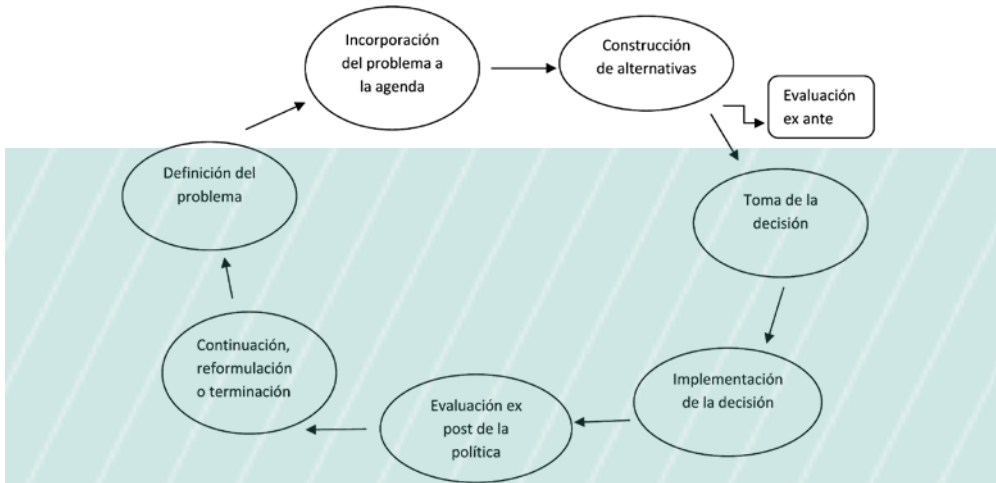 Incorporación
del problema a
la agenda
Construcción
de alternativas
Evaluación
ex ante
Definición del
problema
Toma de la
decisión
Continuación,
reformulación
o terminación
Implementación
de la decisión
Evaluación ex
post de la
política